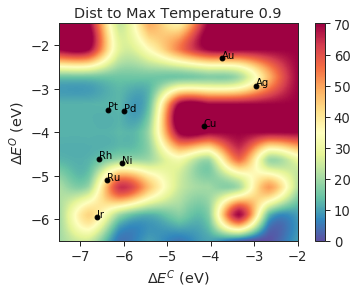 Dist to Max Temperature 0.9
−2
−3
−4
−5
−6
ΔE^O (eV)
Au
Ag
Pt
Pd
Cu
Rh
Ni
Ru
Ir
−7 −6 −5 −4 −3 −2
ΔE^C (eV)
70
60
50
40
30
20
10
0